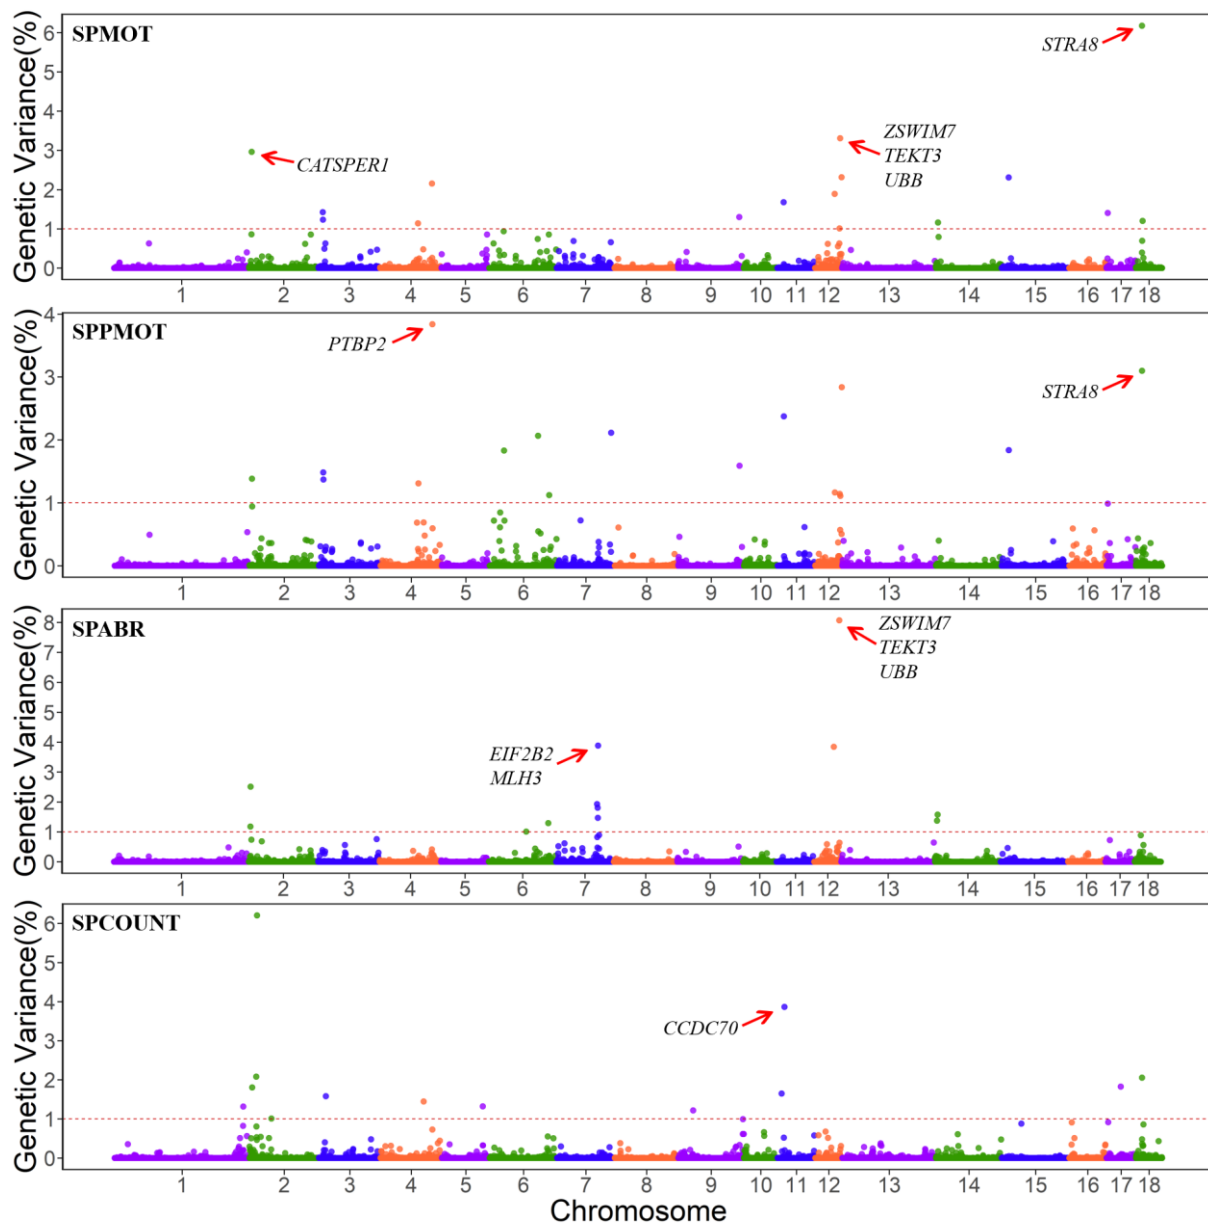 SPMOT
Genetic Variance(%)
6
5
4
3
2
1
0
STRA8
ZSWIM7
TEKT3
UBB
CATSPER1
1 2 3 4 5 6 7 8 9 10 11 12 13 14 15 16 17 18
SPPMOT
Genetic Variance(%)
4
3
2
1
0
PTBP2
STRA8
1 2 3 4 5 6 7 8 9 10 11 12 13 14 15 16 17 18
SPABR
Genetic Variance(%)
8
7
6
5
4
3
2
1
0
ZSWIM7
TEKT3
UBB
EIF2B2
MLH3
1 2 3 4 5 6 7 8 9 10 11 12 13 14 15 16 17 18
SPCOUNT
Genetic Variance(%)
6
5
4
3
2
1
0
CCDC70
1 2 3 4 5 6 7 8 9 10 11 12 13 14 15 16 17 18
Chromosome